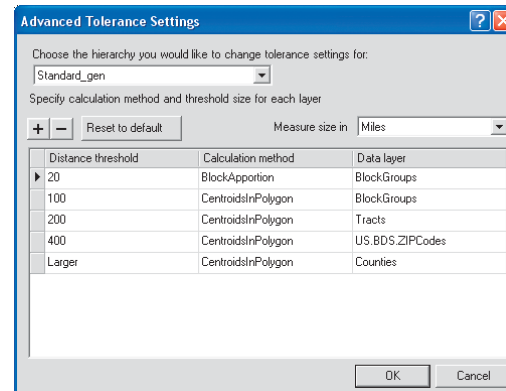 Advanced Tolerance Settings
Choose the hierarchy you would like to change tolerance settings for:
Standard_gen
Specify calculation method and threshold size for each layer
+ − Reset to default Measure size in Miles
Distance threshold Calculation method Data layer
20 BlockApportion BlockGroups
100 CentroidsInPolygon BlockGroups
200 CentroidsInPolygon Tracts
400 CentroidsInPolygon US.BDS.ZIPCodes
Larger CentroidsInPolygon Counties
OK Cancel